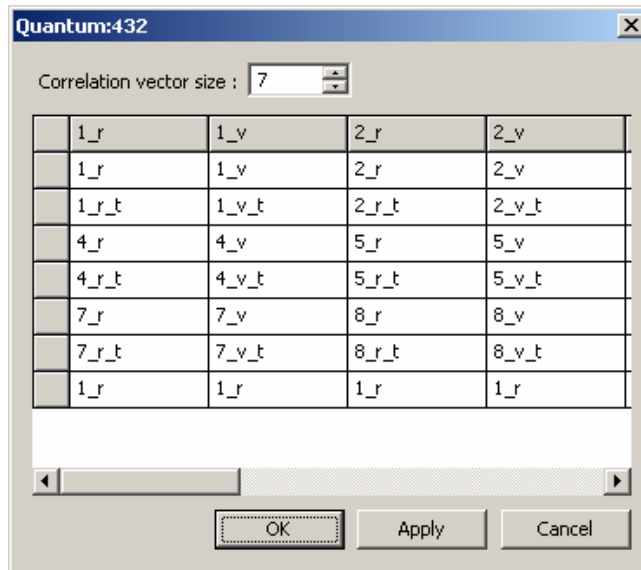 Quantum:432
Correlation vector size : 7
1_r 1_v 2_r 2_v
1_r 1_v 2_r 2_v
1_r_t 1_v_t 2_r_t 2_v_t
4_r 4_v 5_r 5_v
4_r_t 4_v_t 5_r_t 5_v_t
7_r 7_v 8_r 8_v
7_r_t 7_v_t 8_r_t 8_v_t
1_r 1_r 1_r 1_r
OK Apply Cancel